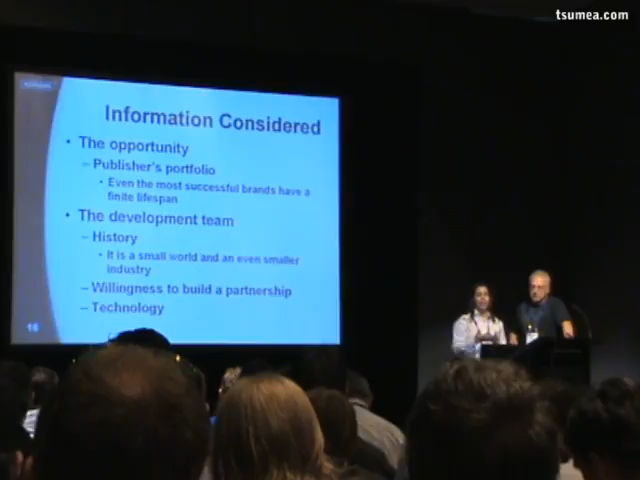 tsumea.com
Information Considered
• The opportunity
– Publisher's portfolio
• Even the most successful brands have a
finite lifespan
• The development team
– History
• It is a small world and an even smaller
industry
– Willingness to build a partnership
– Technology
16